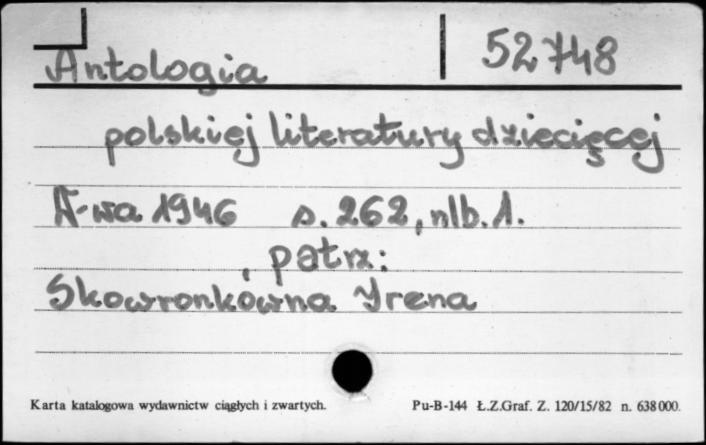 Antologia 52748
polskiej literatury dziecięcej
W-wa 1946 s. 262, nlb. 1.
, patrz:
Skowronkówna Irena
Karta katalogowa wydawnictw ciągłych i zwartych. Pu-B-144 Ł.Z.Graf. Z. 120/15/82 n. 638000.